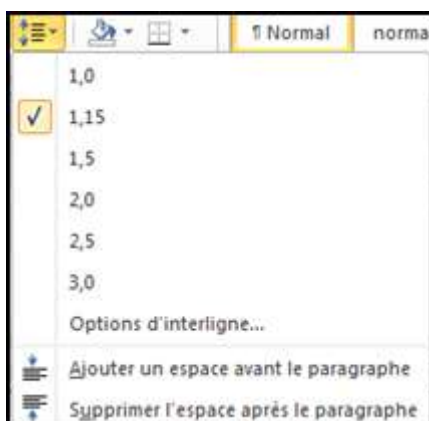 ¶ Normal norma
1,0
1,15
1,5
2,0
2,5
3,0
Options d'interligne...
Ajouter un espace avant le paragraphe
Supprimer l'espace après le paragraphe